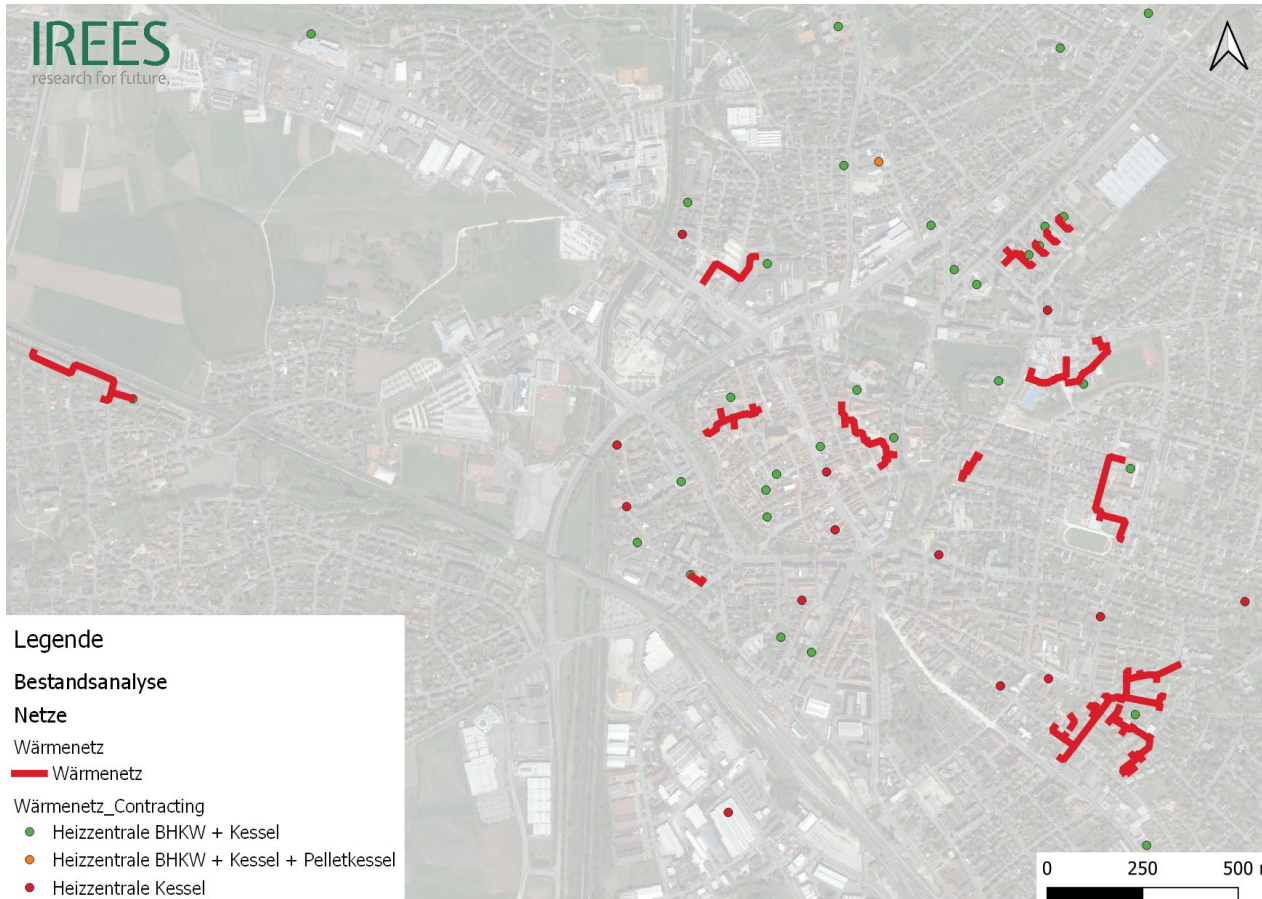 IREES
research for future.
Legende
Bestandsanalyse
Netze
Wärmenetz
Wärmenetz
Wärmenetz_Contracting
Heizzentrale BHKW + Kessel
Heizzentrale BHKW + Kessel + Pelletkessel
Heizzentrale Kessel
0 250 500